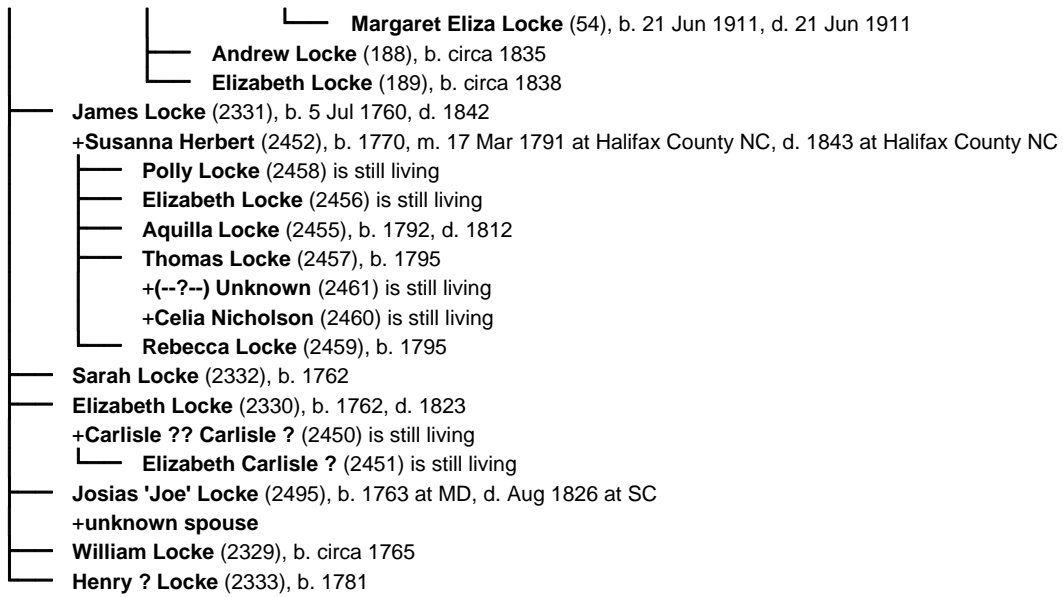 Margaret Eliza Locke (54), b. 21 Jun 1911, d. 21 Jun 1911
Andrew Locke (188), b. circa 1835
Elizabeth Locke (189), b. circa 1838
James Locke (2331), b. 5 Jul 1760, d. 1842
+Susanna Herbert (2452), b. 1770, m. 17 Mar 1791 at Halifax County NC, d. 1843 at Halifax County NC
Polly Locke (2458) is still living
Elizabeth Locke (2456) is still living
Aquilla Locke (2455), b. 1792, d. 1812
Thomas Locke (2457), b. 1795
+(--?--) Unknown (2461) is still living
+Celia Nicholson (2460) is still living
Rebecca Locke (2459), b. 1795
Sarah Locke (2332), b. 1762
Elizabeth Locke (2330), b. 1762, d. 1823
+Carlisle ?? Carlisle ? (2450) is still living
Elizabeth Carlisle ? (2451) is still living
Josias 'Joe' Locke (2495), b. 1763 at MD, d. Aug 1826 at SC
+unknown spouse
William Locke (2329), b. circa 1765
Henry ? Locke (2333), b. 1781